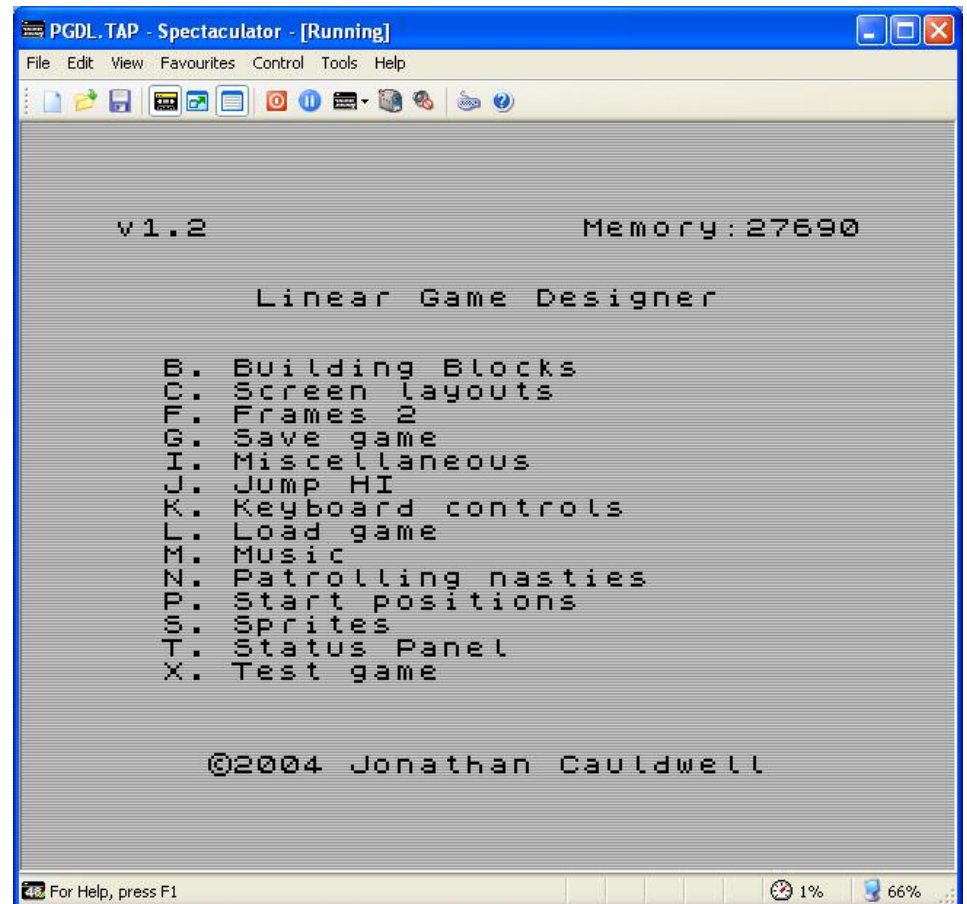 PGDL.TAP - Spectaculator - [Running]
File Edit View Favourites Control Tools Help
v1.2 Memory:27690
Linear Game Designer
B. Building Blocks
C. Screen layouts
F. Frames 2
G. Save game
I. Miscellaneous
J. Jump HI
K. Keyboard controls
L. Load game
M. Music
N. Patrolling nasties
P. Start positions
S. Sprites
T. Status Panel
X. Test game
©2004 Jonathan Cauldwell
48 For Help, press F1 1% 66%